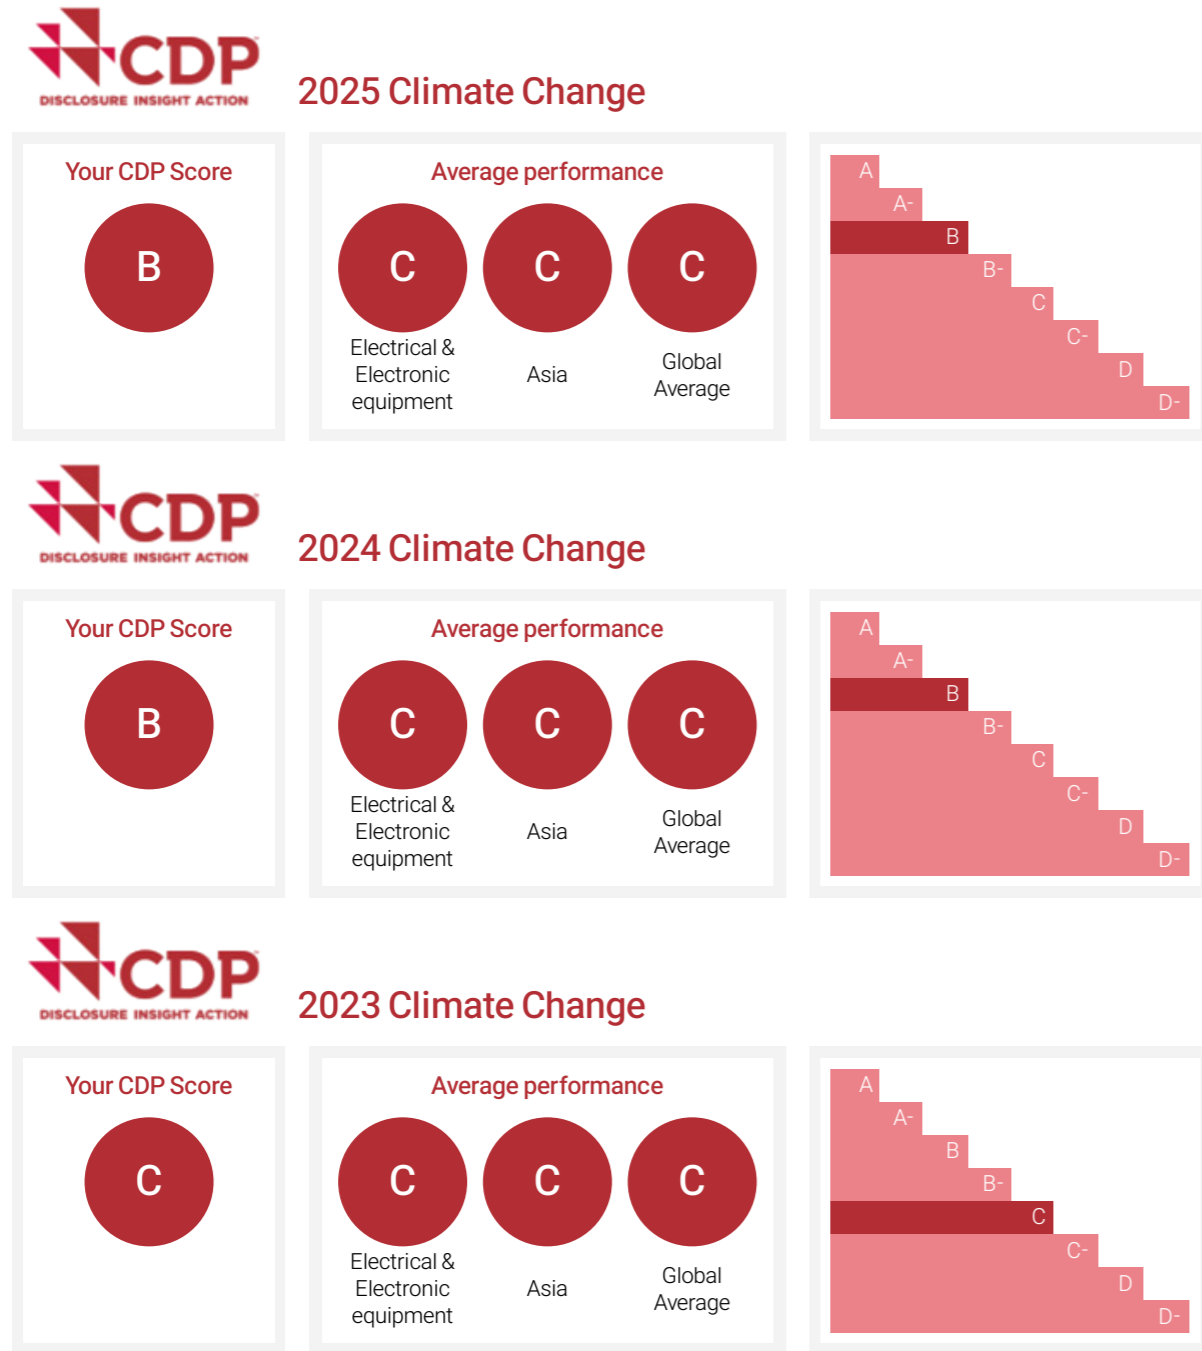 CDP
DISCLOSURE INSIGHT ACTION
2025 Climate Change
Your CDP Score
B
Average performance
C C C
Electrical &
Electronic
equipment
Asia
Global
Average
A
A-
B
B-
C
C-
D
D-
CDP
DISCLOSURE INSIGHT ACTION
2024 Climate Change
Your CDP Score
B
Average performance
C C C
Electrical &
Electronic
equipment
Asia
Global
Average
A
A-
B
B-
C
C-
D
D-
CDP
DISCLOSURE INSIGHT ACTION
2023 Climate Change
Your CDP Score
C
Average performance
C C C
Electrical &
Electronic
equipment
Asia
Global
Average
A
A-
B
B-
C
C-
D
D-